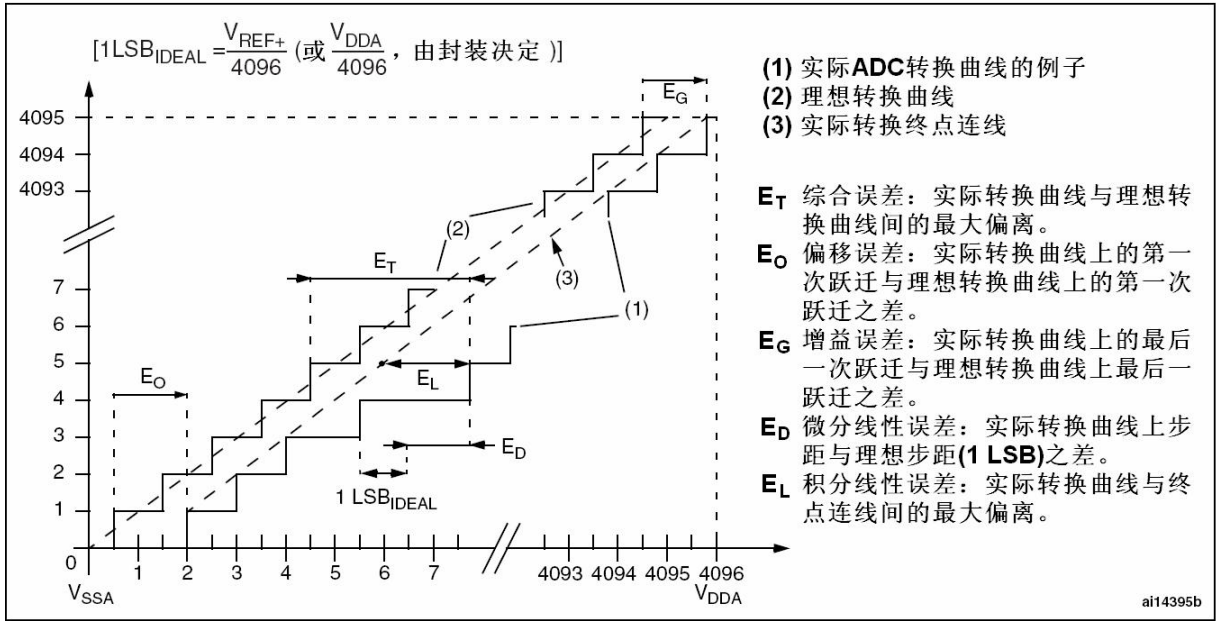 [1LSB_IDEAL = V_REF+ / 4096 (或 V_DDA / 4096 ，由封装决定 )]
(1) 实际ADC转换曲线的例子
(2) 理想转换曲线
(3) 实际转换终点连线
E_T 综合误差：实际转换曲线与理想转
换曲线间的最大偏离。
E_O 偏移误差：实际转换曲线上的第一
次跃迁与理想转换曲线上的第一次
跃迁之差。
E_G 增益误差：实际转换曲线上的最后
一次跃迁与理想转换曲线上最后一
跃迁之差。
E_D 微分线性误差：实际转换曲线上步
距与理想步距(1 LSB)之差。
E_L 积分线性误差：实际转换曲线与终
点连线间的最大偏离。
E_G
4095
4094
4093
(2)
E_T
(3)
7
(1)
6
5
E_O
E_L
4
3
E_D
2
1 LSB_IDEAL
1
0
1 2 3 4 5 6 7 4093 4094 4095 4096
V_SSA
V_DDA
ai14395b